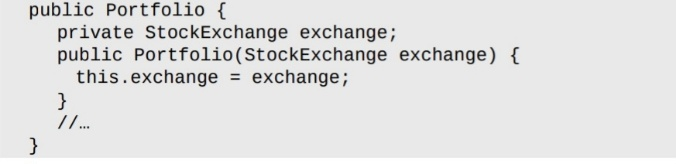 public Portfolio {
private StockExchange exchange;
public Portfolio(StockExchange exchange) {
this.exchange = exchange;
}
//…
}